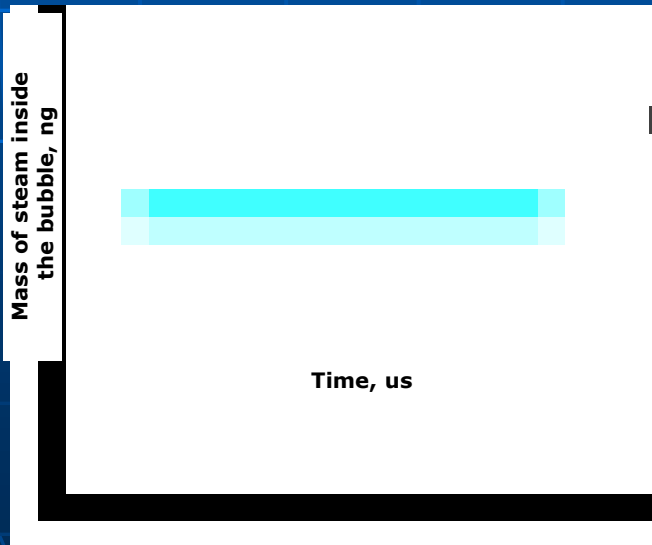 Mass of steam inside
the bubble, ng
Time, us